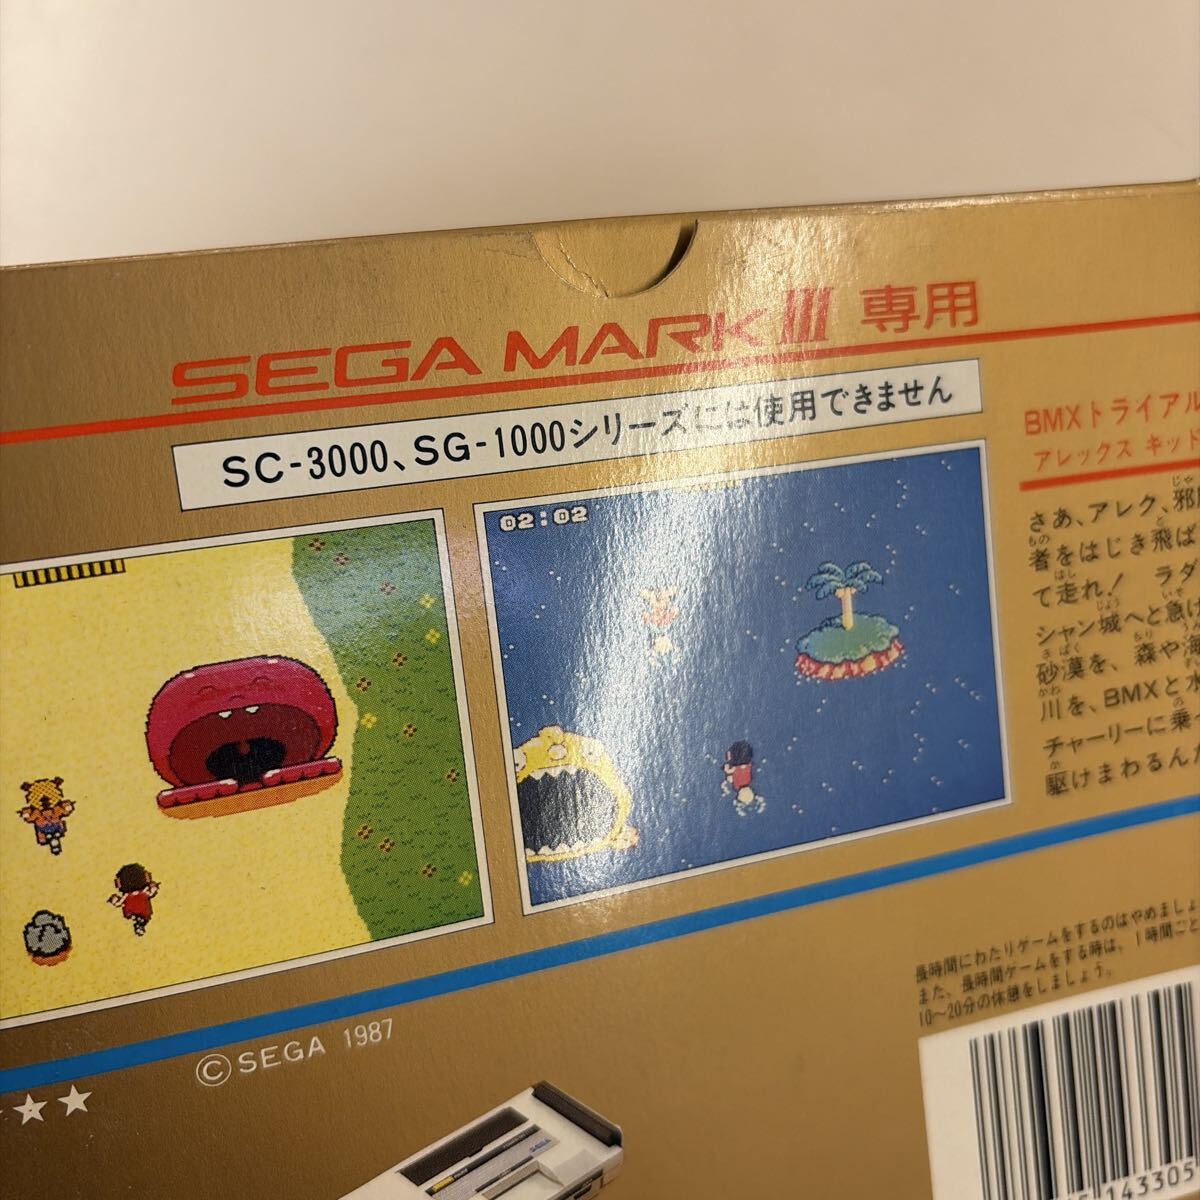 SEGA MARK III 専用
SC-3000、SG-1000シリーズには使用できません
02:02
BMXトライアル
アレックス キッド
さあ、アレク、邪
者をはじき飛ば
て走れ! ラダ
シャン城へと急げ
砂漠を、森や海
川を、BMXと水
チャーリーに乗っ
駆けまわるんだ
長時間にわたりゲームをするのはやめましょ
また、長時間ゲームをする時は、1時間ごと
10〜20分の休憩をしましょう。
© SEGA 1987
★★
SEGA
143305